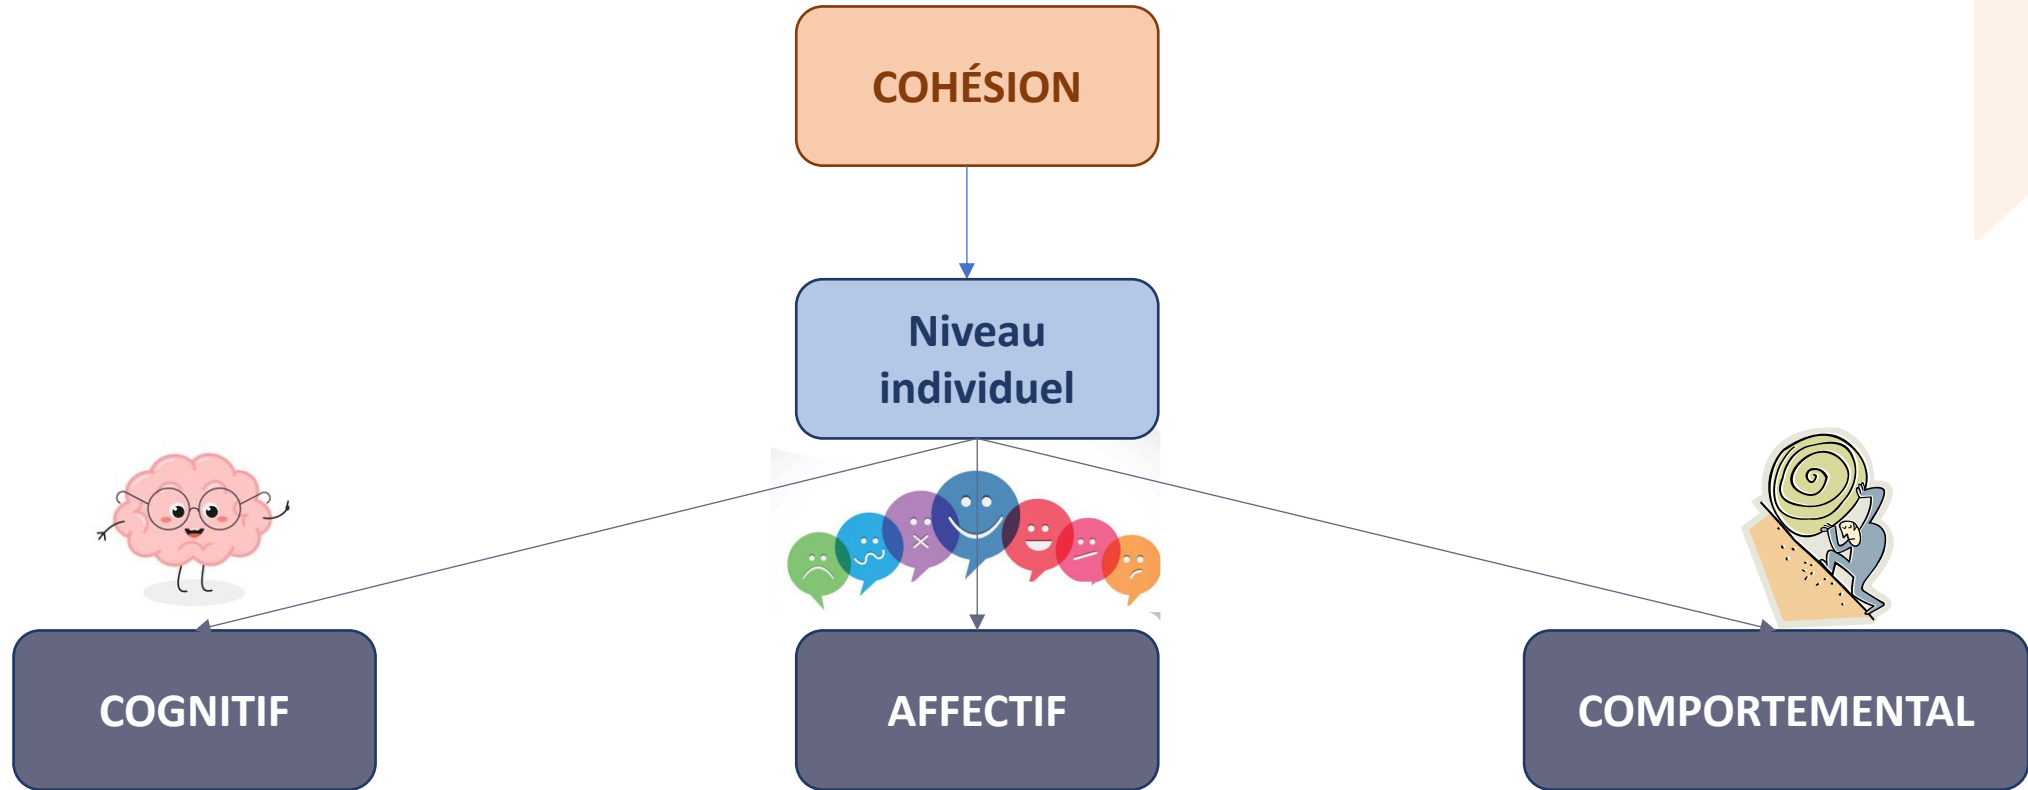 COHÉSION
Niveau
individuel
COGNITIF
AFFECTIF
COMPORTEMENTAL